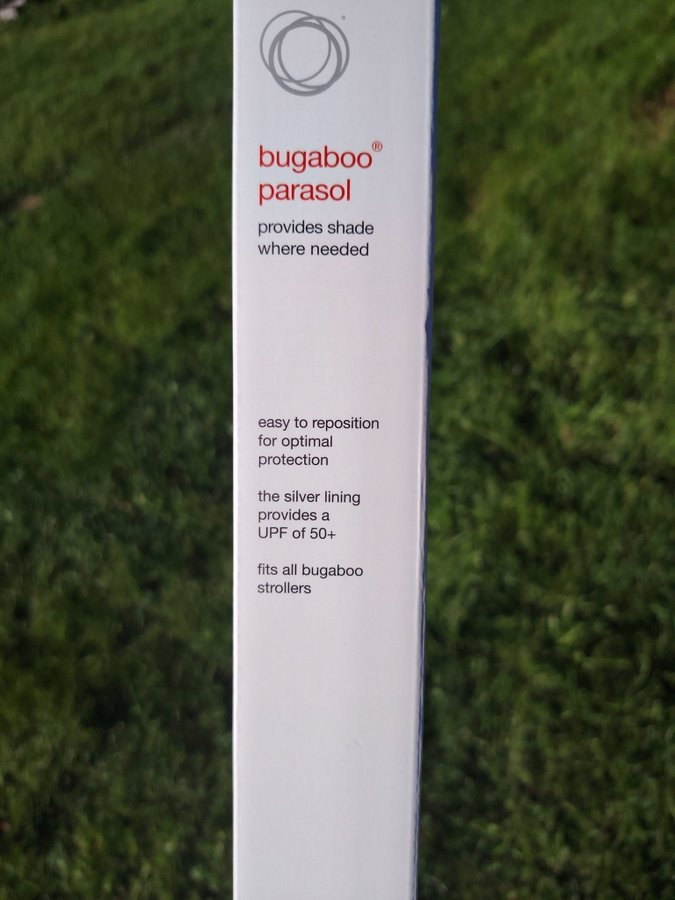 bugaboo®
parasol
provides shade
where needed
easy to reposition
for optimal
protection
the silver lining
provides a
UPF of 50+
fits all bugaboo
strollers